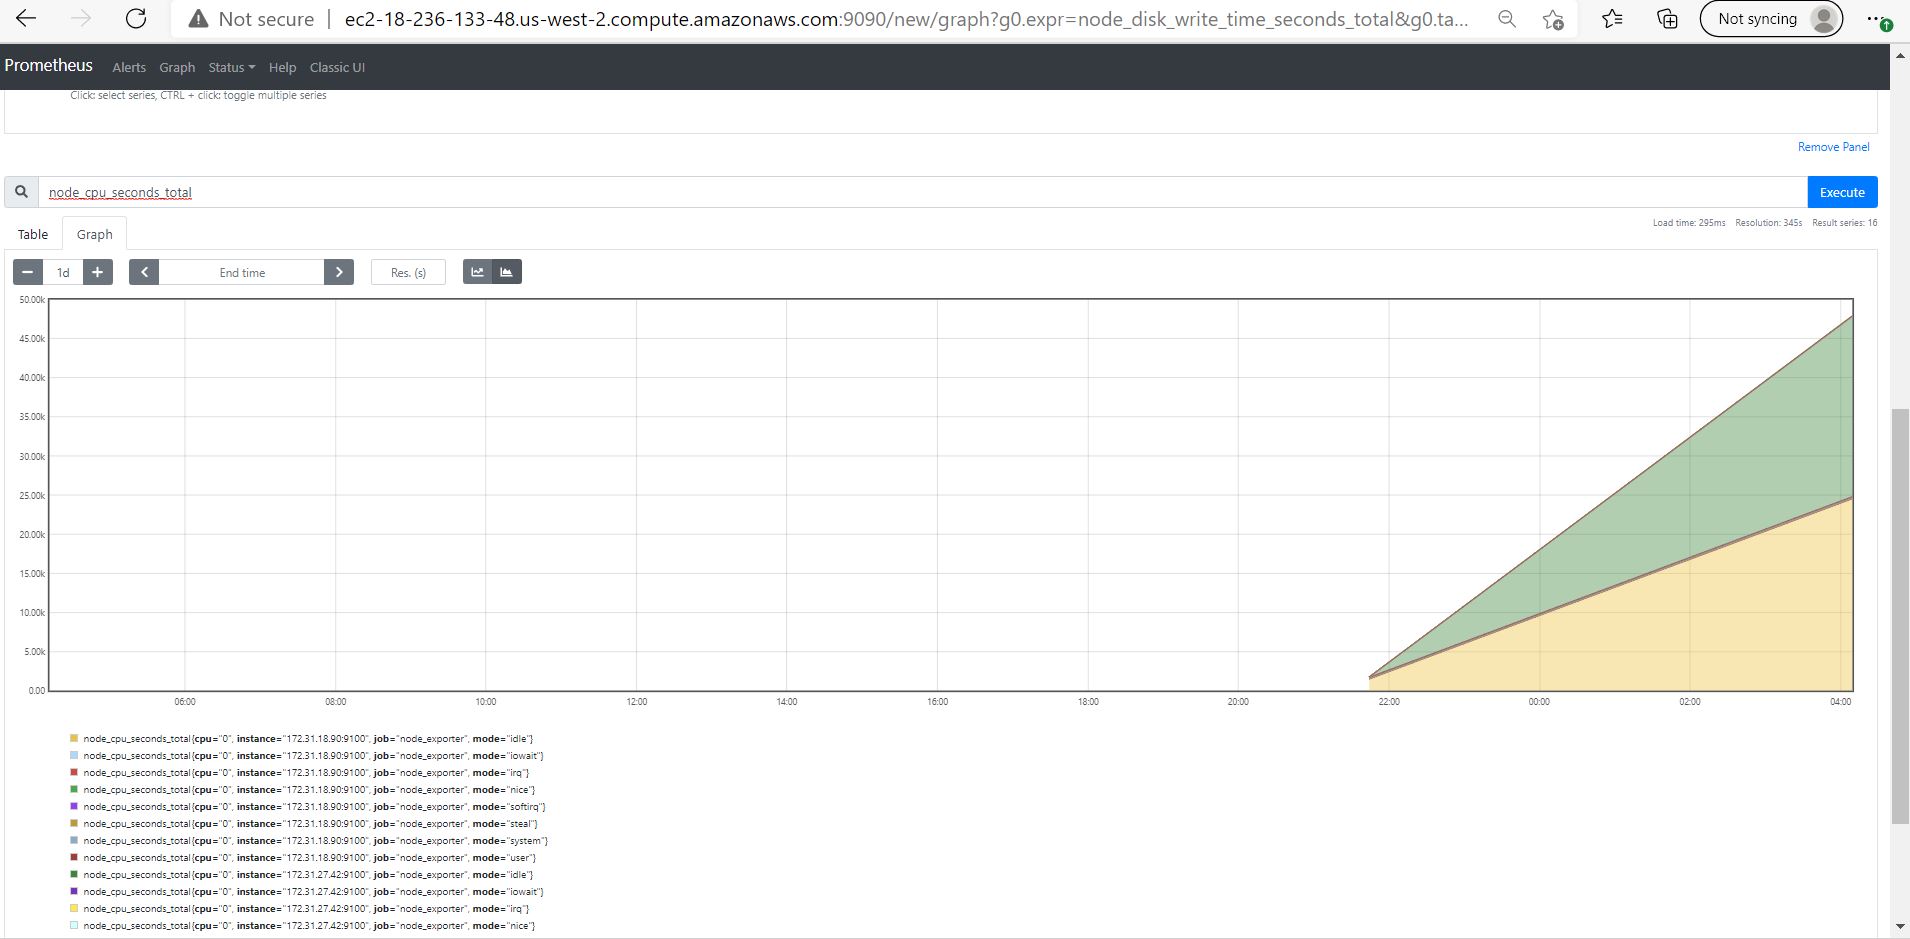 Not secure | ec2-18-236-133-48.us-west-2.compute.amazonaws.com:9090/new/graph?g0.expr=node_disk_write_time_seconds_total&g0.ta...
Not syncing
Prometheus Alerts Graph Status Help Classic UI
Click: select series, CTRL + click: toggle multiple series
Remove Panel
node_cpu_seconds_total
Execute
Load time: 295ms Resolution: 345s Result series: 16
Table Graph
1d End time Res. (s)
50.00k
45.00k
40.00k
35.00k
30.00k
25.00k
20.00k
15.00k
10.00k
5.00k
0.00
06:00 08:00 10:00 12:00 14:00 16:00 18:00 20:00 22:00 00:00 02:00 04:00
node_cpu_seconds_total{cpu="0", instance="172.31.18.90:9100", job="node_exporter", mode="idle"}
node_cpu_seconds_total{cpu="0", instance="172.31.18.90:9100", job="node_exporter", mode="iowait"}
node_cpu_seconds_total{cpu="0", instance="172.31.18.90:9100", job="node_exporter", mode="irq"}
node_cpu_seconds_total{cpu="0", instance="172.31.18.90:9100", job="node_exporter", mode="nice"}
node_cpu_seconds_total{cpu="0", instance="172.31.18.90:9100", job="node_exporter", mode="softirq"}
node_cpu_seconds_total{cpu="0", instance="172.31.18.90:9100", job="node_exporter", mode="steal"}
node_cpu_seconds_total{cpu="0", instance="172.31.18.90:9100", job="node_exporter", mode="system"}
node_cpu_seconds_total{cpu="0", instance="172.31.18.90:9100", job="node_exporter", mode="user"}
node_cpu_seconds_total{cpu="0", instance="172.31.27.42:9100", job="node_exporter", mode="idle"}
node_cpu_seconds_total{cpu="0", instance="172.31.27.42:9100", job="node_exporter", mode="iowait"}
node_cpu_seconds_total{cpu="0", instance="172.31.27.42:9100", job="node_exporter", mode="irq"}
node_cpu_seconds_total{cpu="0", instance="172.31.27.42:9100", job="node_exporter", mode="nice"}